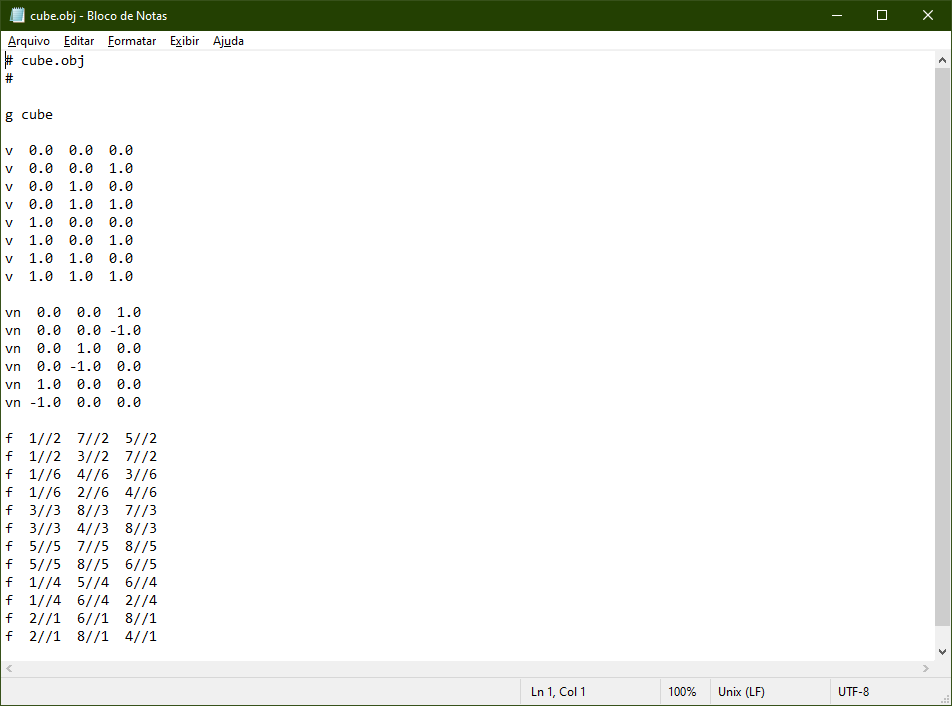 cube.obj - Bloco de Notas
Arquivo Editar Formatar Exibir Ajuda
# cube.obj
#
g cube
v  0.0  0.0  0.0
v  0.0  0.0  1.0
v  0.0  1.0  0.0
v  0.0  1.0  1.0
v  1.0  0.0  0.0
v  1.0  0.0  1.0
v  1.0  1.0  0.0
v  1.0  1.0  1.0
vn  0.0  0.0  1.0
vn  0.0  0.0 -1.0
vn  0.0  1.0  0.0
vn  0.0 -1.0  0.0
vn  1.0  0.0  0.0
vn -1.0  0.0  0.0
f  1//2  7//2  5//2
f  1//2  3//2  7//2
f  1//6  4//6  3//6
f  1//6  2//6  4//6
f  3//3  8//3  7//3
f  3//3  4//3  8//3
f  5//5  7//5  8//5
f  5//5  8//5  6//5
f  1//4  5//4  6//4
f  1//4  6//4  2//4
f  2//1  6//1  8//1
f  2//1  8//1  4//1
Ln 1, Col 1 100% Unix (LF) UTF-8